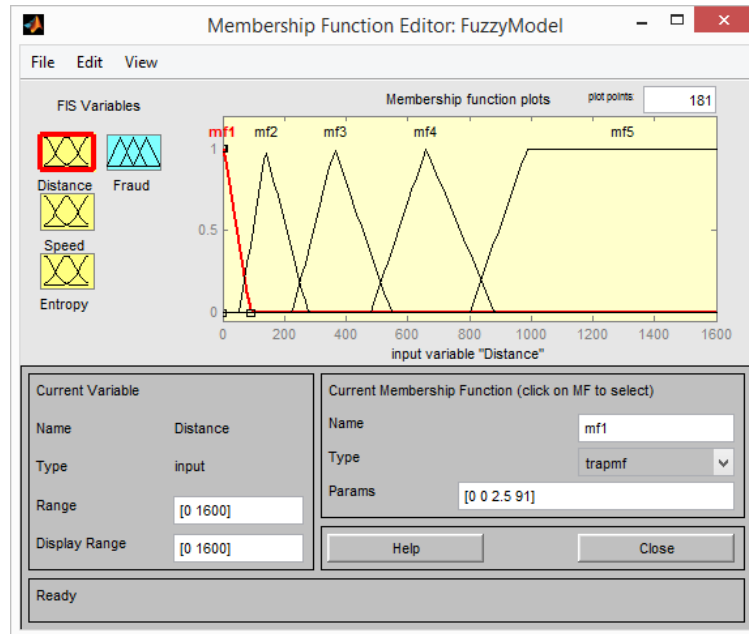 Membership Function Editor: FuzzyModel
File Edit View
FIS Variables
Membership function plots plot points: 181
mf1 mf2 mf3 mf4 mf5
Distance Fraud
Speed
Entropy
1
0.5
0
0 200 400 600 800 1000 1200 1400 1600
input variable "Distance"
Current Variable
Name Distance
Type input
Range [0 1600]
Display Range [0 1600]
Current Membership Function (click on MF to select)
Name mf1
Type trapmf
Params [0 0 2.5 91]
Help Close
Ready